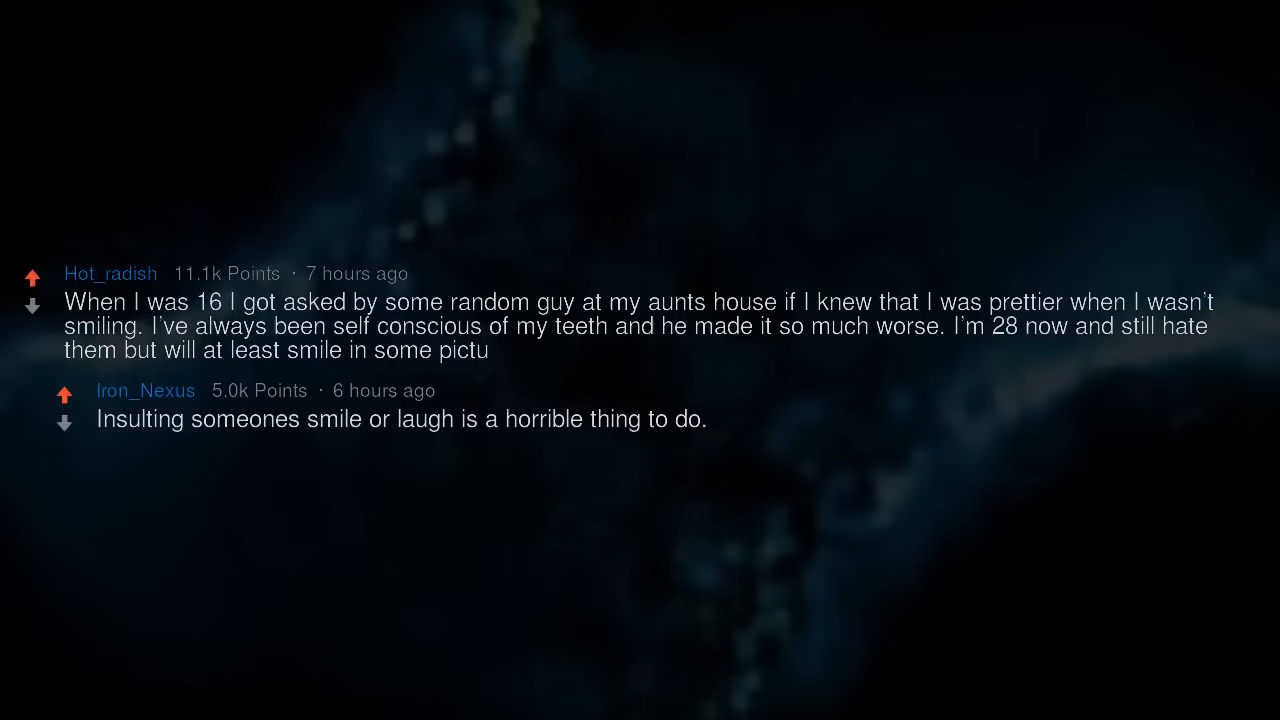 Hot_radish 11.1k Points · 7 hours ago
When I was 16 I got asked by some random guy at my aunts house if I knew that I was prettier when I wasn't
smiling. I've always been self conscious of my teeth and he made it so much worse. I'm 28 now and still hate
them but will at least smile in some pictu
Iron_Nexus 5.0k Points · 6 hours ago
Insulting someones smile or laugh is a horrible thing to do.